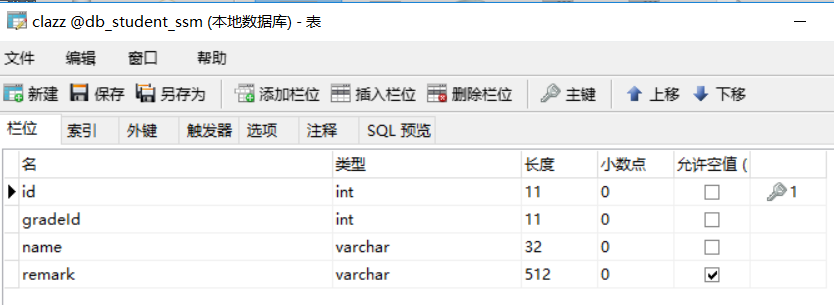 clazz @db_student_ssm (本地数据库) - 表
文件 编辑 窗口 帮助
新建 保存 另存为 添加栏位 插入栏位 删除栏位 主键 上移 下移
栏位 索引 外键 触发器 选项 注释 SQL 预览
名 类型 长度 小数点 允许空值 (
id int 11 0 1
gradeId int 11 0
name varchar 32 0
remark varchar 512 0